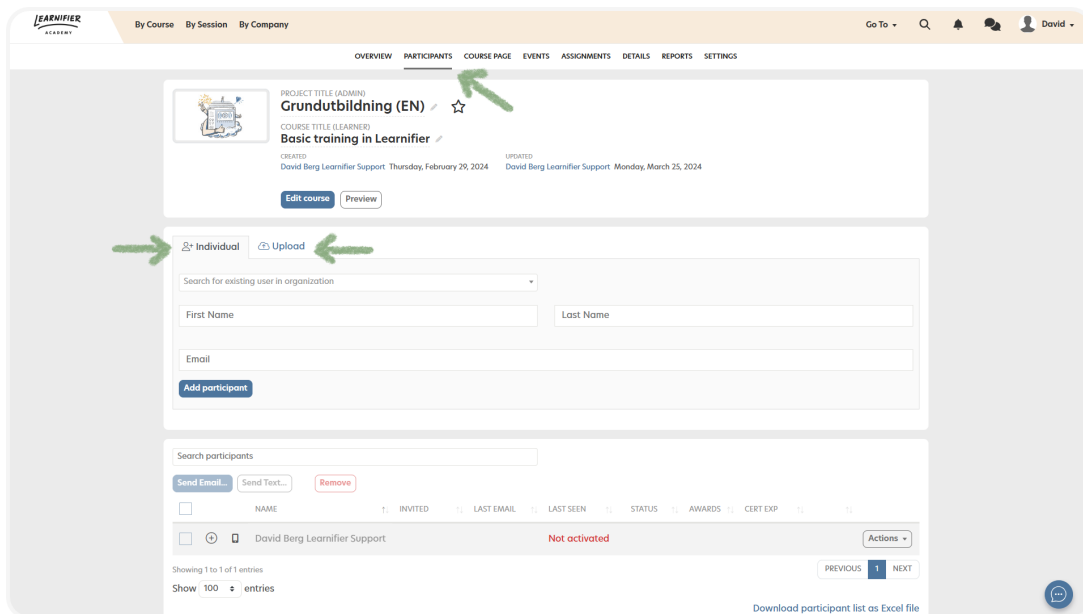 LEARNIFIER
ACADEMY
By Course By Session By Company
Go To
David
OVERVIEW PARTICIPANTS COURSE PAGE EVENTS ASSIGNMENTS DETAILS REPORTS SETTINGS
PROJECT TITLE (ADMIN)
Grundutbildning (EN)
COURSE TITLE (LEARNER)
Basic training in Learnifier
CREATED UPDATED
David Berg Learnifier Support Thursday, February 29, 2024 David Berg Learnifier Support Monday, March 25, 2024
Edit course Preview
Individual Upload
Search for existing user in organization
First Name Last Name
Email
Add participant
Search participants
Send Email... Send Text... Remove
NAME INVITED LAST EMAIL LAST SEEN STATUS AWARDS CERT EXP
David Berg Learnifier Support Not activated Actions
Showing 1 to 1 of 1 entries PREVIOUS 1 NEXT
Show 100 entries
Download participant list as Excel file